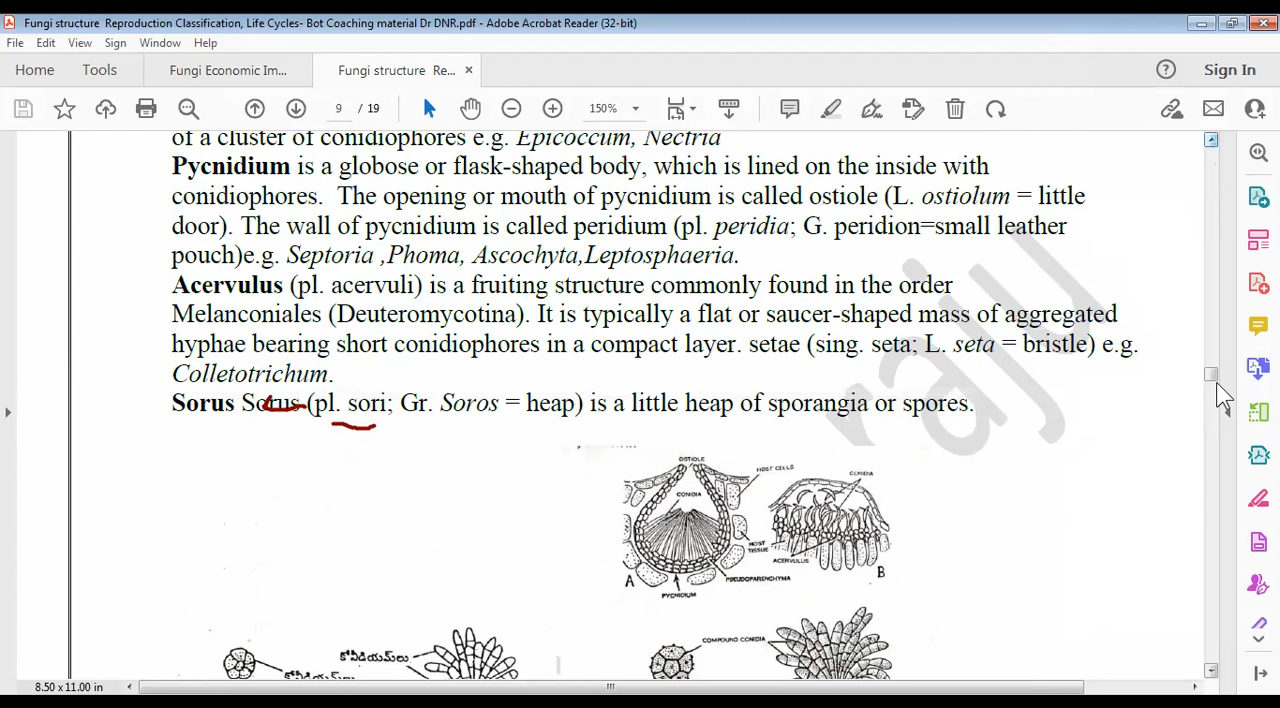 Fungi structure  Reproduction Classification, Life Cycles- Bot Coaching material Dr DNR.pdf - Adobe Acrobat Reader (32-bit)
File Edit View Sign Window Help
Home Tools Fungi Economic Im... Fungi structure  Re... × Sign In
9 / 19 150%
of a cluster of conidiophores e.g. Epicoccum, Nectria
Pycnidium is a globose or flask-shaped body, which is lined on the inside with
conidiophores.  The opening or mouth of pycnidium is called ostiole (L. ostiolum = little
door). The wall of pycnidium is called peridium (pl. peridia; G. peridion=small leather
pouch)e.g. Septoria ,Phoma, Ascochyta,Leptosphaeria.
Acervulus (pl. acervuli) is a fruiting structure commonly found in the order
Melanconiales (Deuteromycotina). It is typically a flat or saucer-shaped mass of aggregated
hyphae bearing short conidiophores in a compact layer. setae (sing. seta; L. seta = bristle) e.g.
Colletotrichum.
Sorus Sorus (pl. sori; Gr. Soros = heap) is a little heap of sporangia or spores.
raju
OSTIOLE
HOST CELLS
CONIDIA
CONIDIA
HOST
TISSUE
ACERVULUS
A
B
PSEUDOPARENCHYMA
PYCNIDIUM
కోనీడియమ్‌లు
COMPOUND CONIDIA
8.50 x 11.00 in